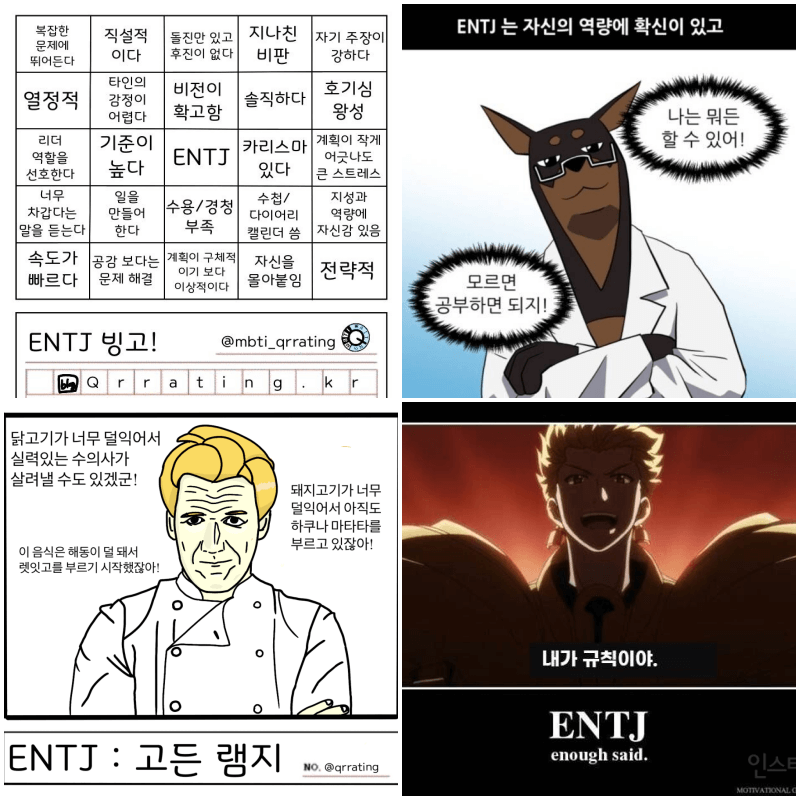 복잡한
문제에
뛰어든다
직설적
이다
돌진만 있고
후진이 없다
지나친
비판
자기 주장이
강하다
열정적
타인의
감정이
어렵다
비전이
확고함
솔직하다
호기심
왕성
리더
역할을
선호한다
기준이
높다
ENTJ
카리스마
있다
계획이 작게
어긋나도
큰 스트레스
너무
차갑다는
말을 듣는다
일을
만들어
한다
수용/경청
부족
수첩/
다이어리
캘린더 씀
지성과
역량에
자신감 있음
속도가
빠르다
공감 보다는
문제 해결
계획이 구체적
이기 보다
이상적이다
자신을
몰아붙임
전략적
ENTJ 빙고!
@mbti_qrrating
blog Qrrating.kr
ENTJ 는 자신의 역량에 확신이 있고
나는 뭐든
할 수 있어!
모르면
공부하면 되지!
닭고기가 너무 덜익어서
실력있는 수의사가
살려낼 수도 있겠군!
돼지고기가 너무
덜익어서 아직도
하쿠나 마타타를
부르고 있잖아!
이 음식은 해동이 덜 돼서
렛잇고를 부르기 시작했잖아!
ENTJ : 고든 램지
NO. @qrrating
내가 규칙이야.
ENTJ
enough said.